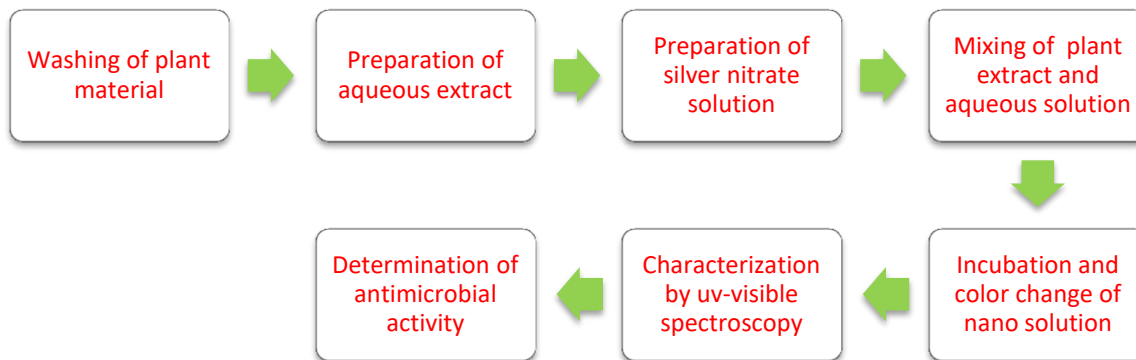 Washing of plant
material
Preparation of
aqueous extract
Preparation of
silver nitrate
solution
Mixing of plant
extract and
aqueous solution
Incubation and
color change of
nano solution
Characterization
by uv-visible
spectroscopy
Determination of
antimicrobial
activity